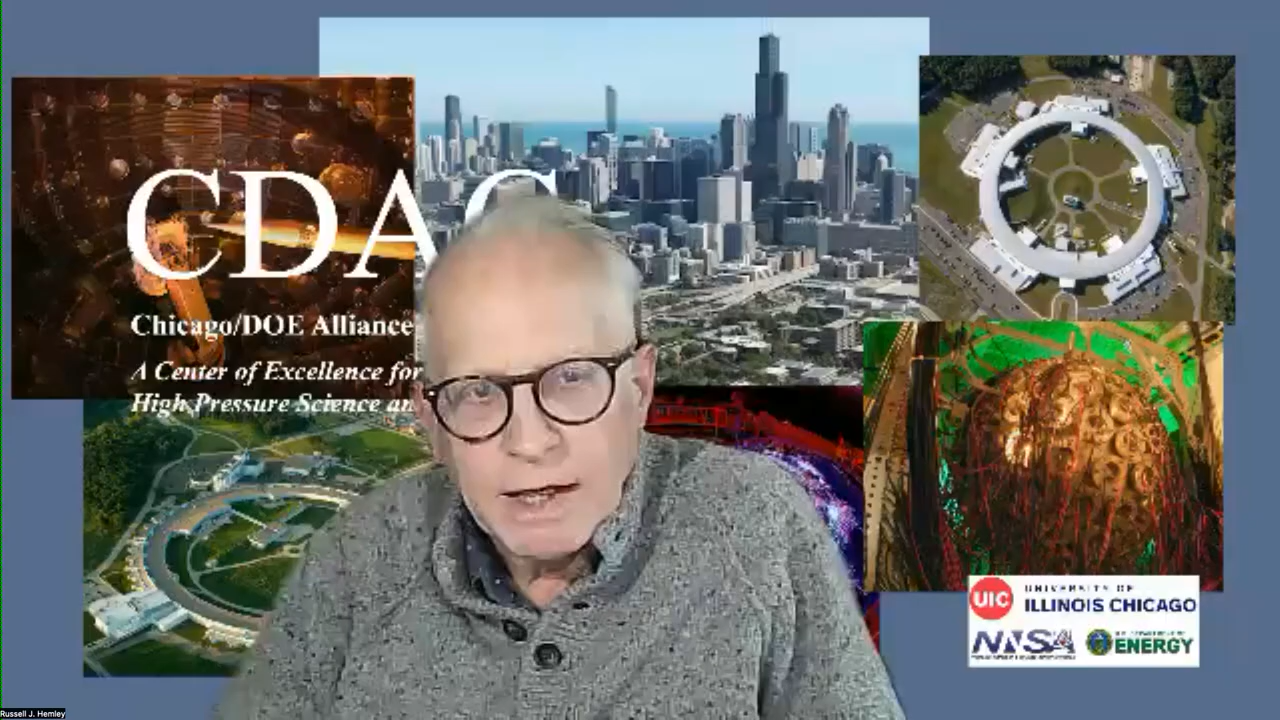 CDAC
Chicago/DOE Alliance
A Center of Excellence for
High Pressure Science an
UIC
UNIVERSITY OF
ILLINOIS CHICAGO
NNSA
ENERGY
Russell J. Hemley